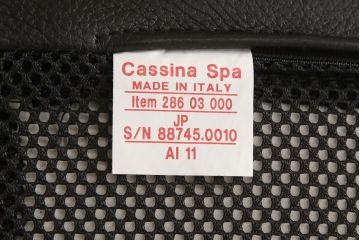 Cassina Spa
MADE IN ITALY
Item 286 03 000
JP
S/N 88745.0010
AI 11